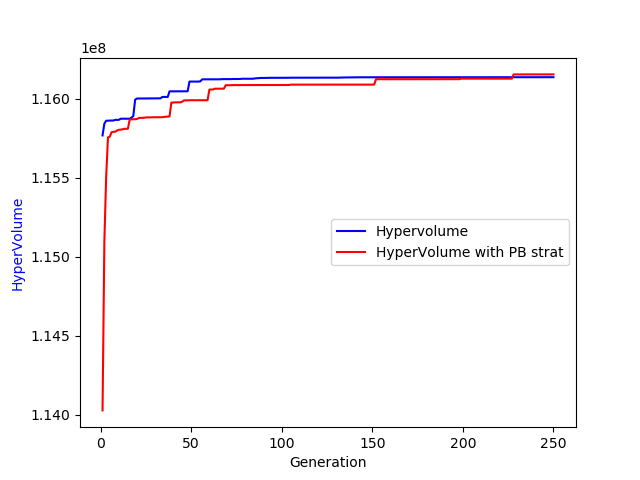 1e8
1.160
1.155
1.150
1.145
1.140
HyperVolume
Hypervolume
HyperVolume with PB strat
0 50 100 150 200 250
Generation